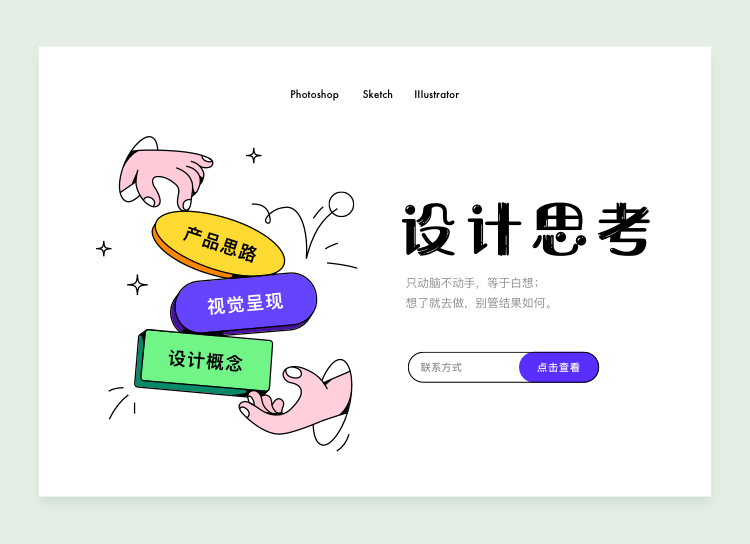 Photoshop Sketch Illustrator
产品思路
视觉呈现
设计概念
设计思考
只动脑不动手，等于白想；
想了就去做，别管结果如何。
联系方式 点击查看